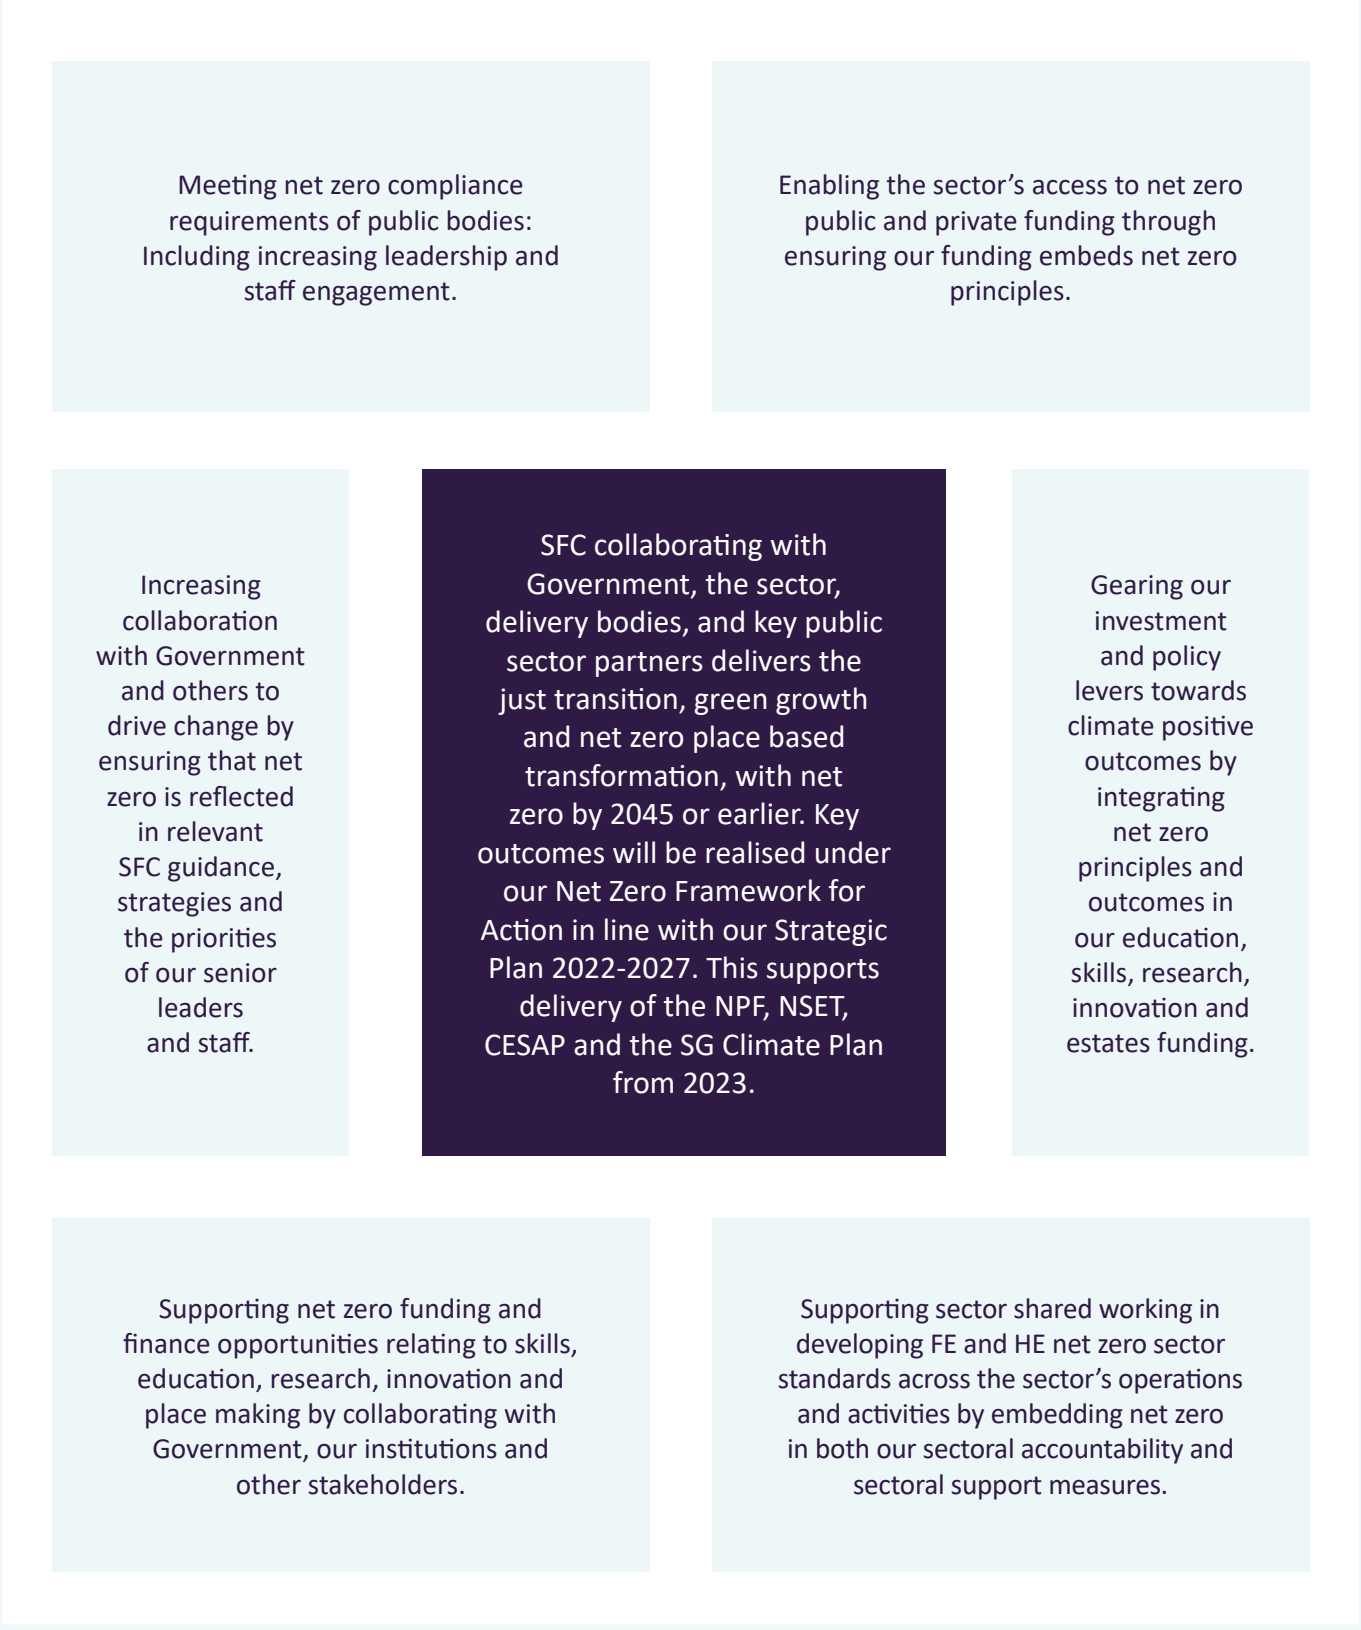 Meeting net zero compliance
requirements of public bodies:
Including increasing leadership and
staff engagement.
Enabling the sector’s access to net zero
public and private funding through
ensuring our funding embeds net zero
principles.
Increasing
collaboration
with Government
and others to
drive change by
ensuring that net
zero is reflected
in relevant
SFC guidance,
strategies and
the priorities
of our senior
leaders
and staff.
SFC collaborating with
Government, the sector,
delivery bodies, and key public
sector partners delivers the
just transition, green growth
and net zero place based
transformation, with net
zero by 2045 or earlier. Key
outcomes will be realised under
our Net Zero Framework for
Action in line with our Strategic
Plan 2022-2027. This supports
delivery of the NPF, NSET,
CESAP and the SG Climate Plan
from 2023.
Gearing our
investment
and policy
levers towards
climate positive
outcomes by
integrating
net zero
principles and
outcomes in
our education,
skills, research,
innovation and
estates funding.
Supporting net zero funding and
finance opportunities relating to skills,
education, research, innovation and
place making by collaborating with
Government, our institutions and
other stakeholders.
Supporting sector shared working in
developing FE and HE net zero sector
standards across the sector’s operations
and activities by embedding net zero
in both our sectoral accountability and
sectoral support measures.